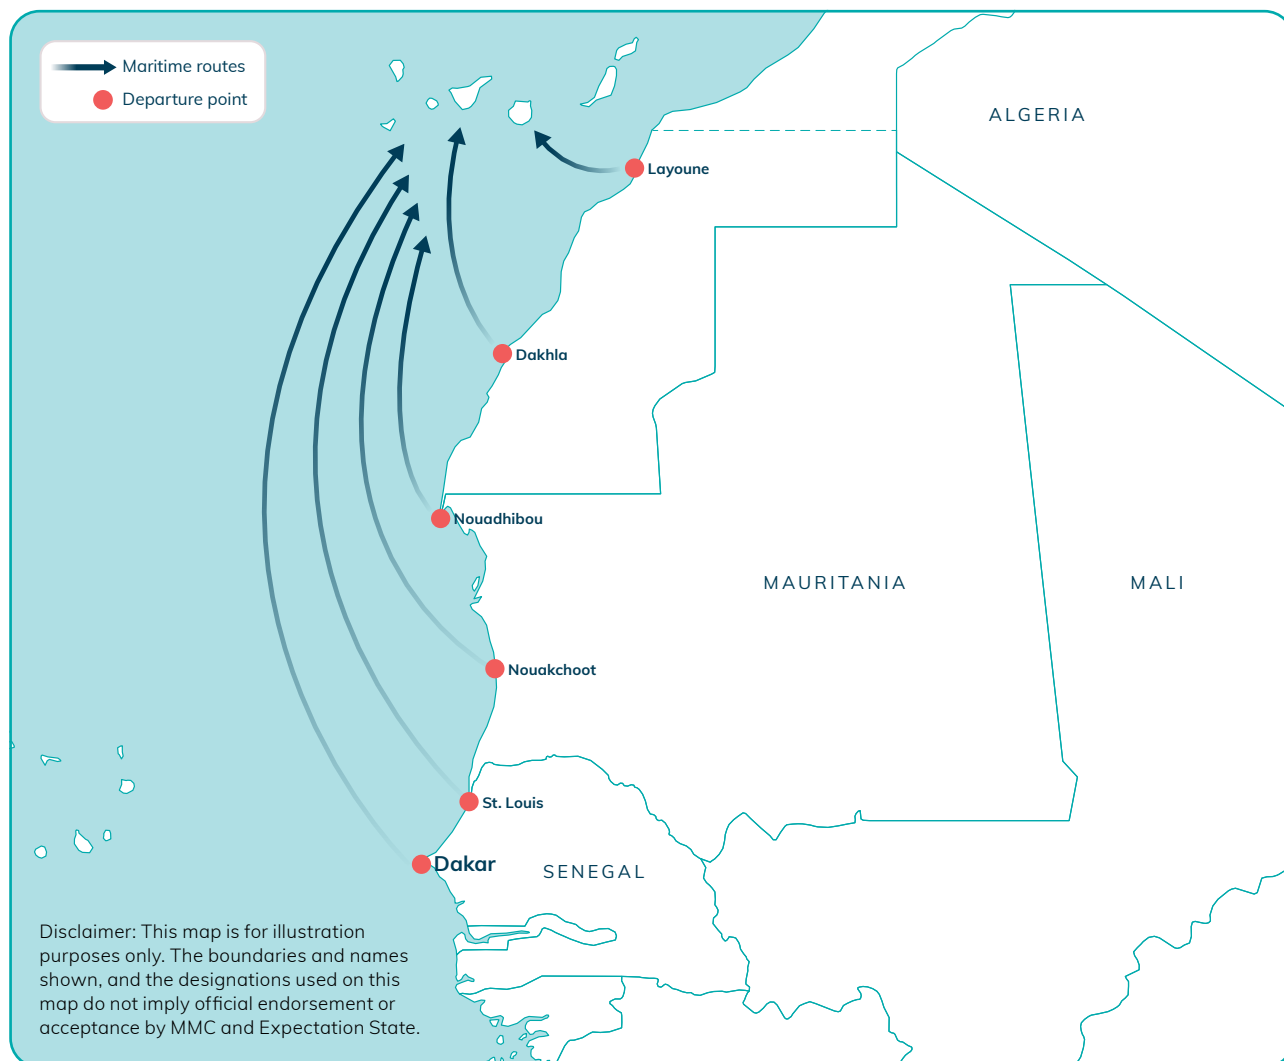 Maritime routes
Departure point
ALGERIA
Layoune
Dakhla
Nouadhibou
MAURITANIA
MALI
Nouakchoot
St. Louis
Dakar
SENEGAL
Disclaimer: This map is for illustration
purposes only. The boundaries and names
shown, and the designations used on this
map do not imply official endorsement or
acceptance by MMC and Expectation State.